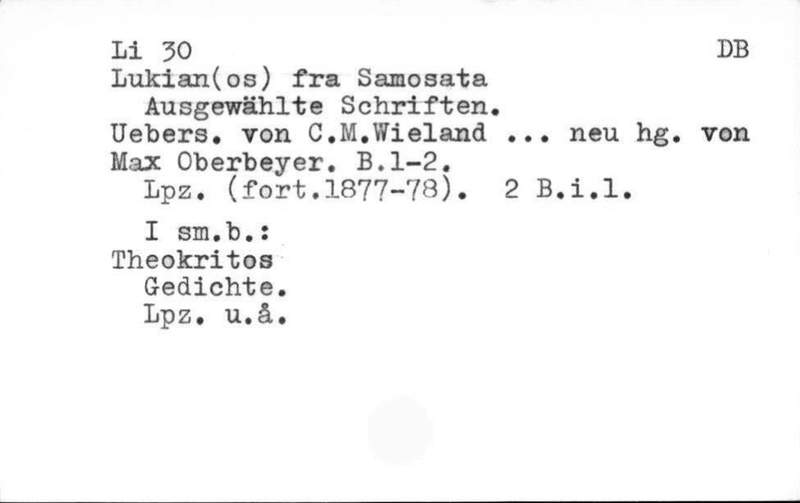 Li 30 DB
Lukian(os) fra Samosata
Ausgewählte Schriften.
Uebers. von C.M.Wieland ... neu hg. von
Max Oberbeyer. B.1-2.
Lpz. (fort.1877-78). 2 B.i.1.
I sm.b.:
Theokritos
Gedichte.
Lpz. u.å.